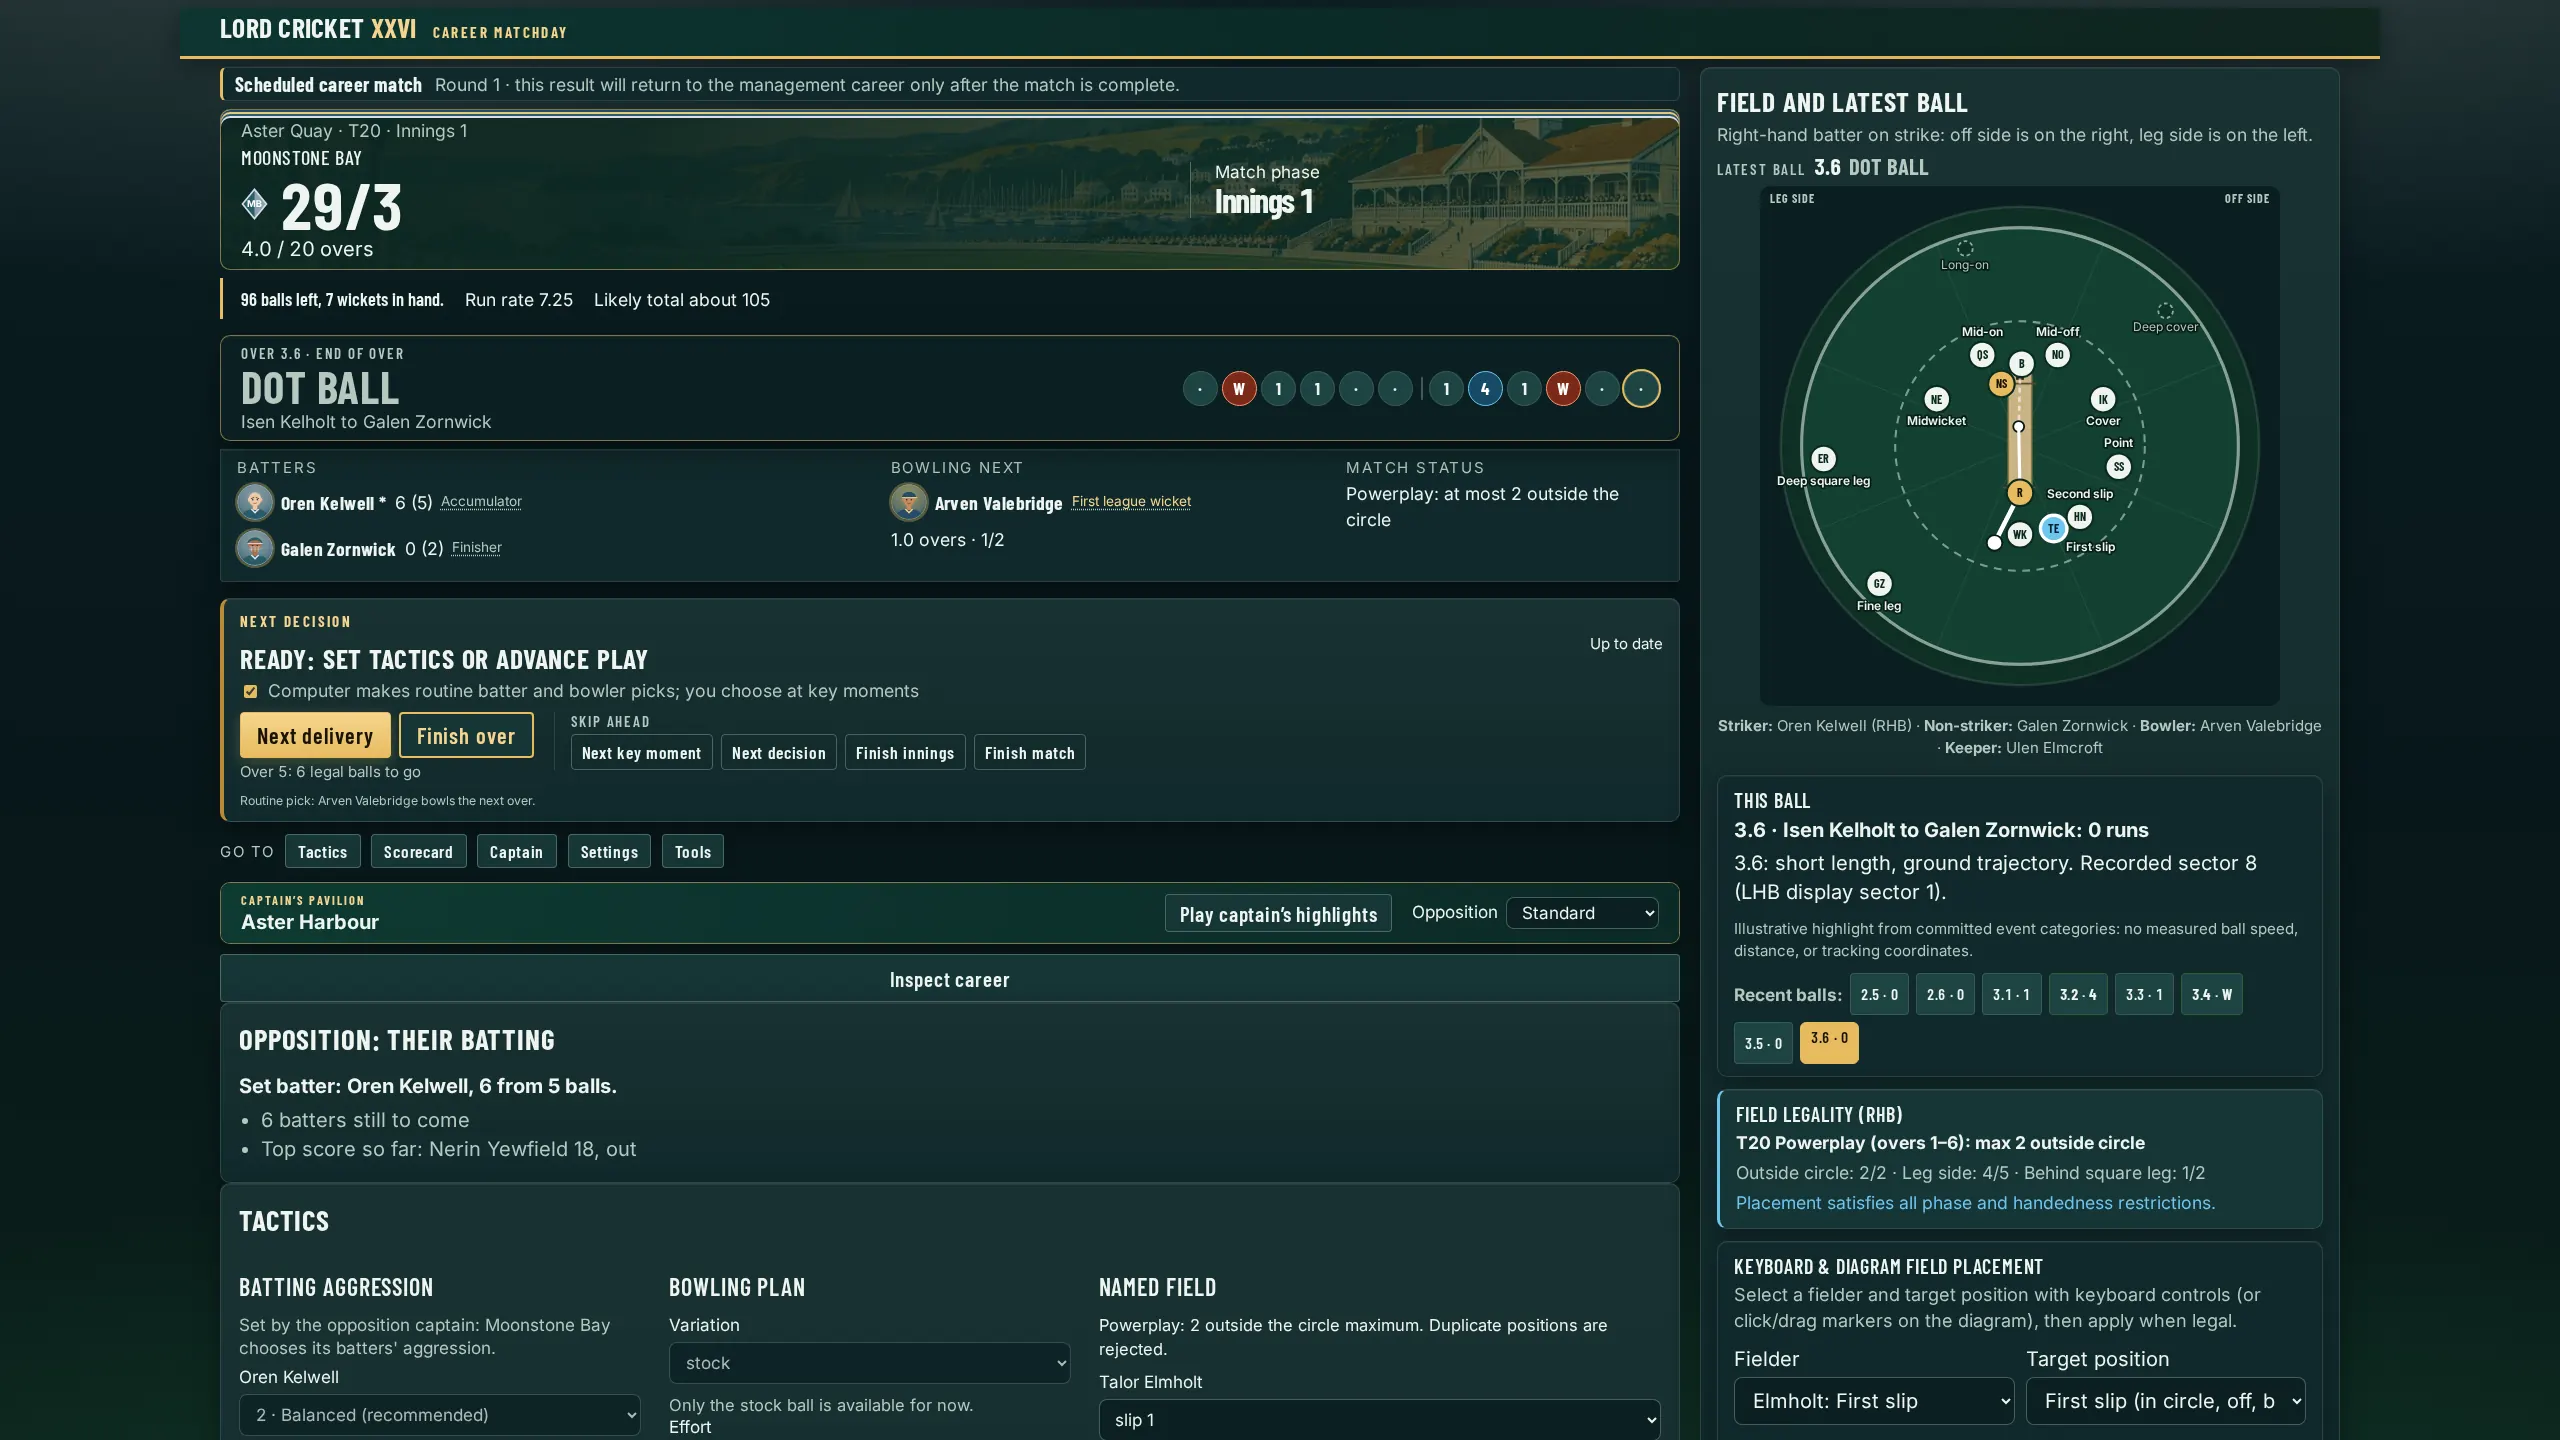 LORD CRICKET XXVI CAREER MATCHDAY
Scheduled career match Round 1 · this result will return to the management career only after the match is complete.
Aster Quay · T20 · Innings 1
MOONSTONE BAY
MB 29/3
4.0 / 20 overs
Match phase
Innings 1
96 balls left, 7 wickets in hand. Run rate 7.25 Likely total about 105
OVER 3.6 · END OF OVER
DOT BALL
Isen Kelholt to Galen Zornwick
· W 1 1 · · | 1 4 1 W · ·
BATTERS
Oren Kelwell * 6 (5) Accumulator
Galen Zornwick 0 (2) Finisher
BOWLING NEXT
Arven Valebridge First league wicket
1.0 overs · 1/2
MATCH STATUS
Powerplay: at most 2 outside the
circle
NEXT DECISION
READY: SET TACTICS OR ADVANCE PLAY
Up to date
Computer makes routine batter and bowler picks; you choose at key moments
Next delivery Finish over
SKIP AHEAD
Next key moment Next decision Finish innings Finish match
Over 5: 6 legal balls to go
Routine pick: Arven Valebridge bowls the next over.
GO TO Tactics Scorecard Captain Settings Tools
CAPTAIN'S PAVILION
Aster Harbour
Play captain's highlights Opposition Standard
Inspect career
OPPOSITION: THEIR BATTING
Set batter: Oren Kelwell, 6 from 5 balls.
• 6 batters still to come
• Top score so far: Nerin Yewfield 18, out
TACTICS
BATTING AGGRESSION
Set by the opposition captain: Moonstone Bay
chooses its batters' aggression.
Oren Kelwell
2 · Balanced (recommended)
BOWLING PLAN
Variation
stock
Only the stock ball is available for now.
Effort
NAMED FIELD
Powerplay: 2 outside the circle maximum. Duplicate positions are
rejected.
Talor Elmholt
slip 1
FIELD AND LATEST BALL
Right-hand batter on strike: off side is on the right, leg side is on the left.
LATEST BALL 3.6 DOT BALL
LEG SIDE OFF SIDE
Long-on
Deep cover
Mid-on Mid-off
QS B NO
NS
NE IK
Midwicket Cover
Point
ER SS
Deep square leg
R Second slip
HN
WK TE
First slip
GZ
Fine leg
Striker: Oren Kelwell (RHB) · Non-striker: Galen Zornwick · Bowler: Arven Valebridge
· Keeper: Ulen Elmcroft
THIS BALL
3.6 · Isen Kelholt to Galen Zornwick: 0 runs
3.6: short length, ground trajectory. Recorded sector 8
(LHB display sector 1).
Illustrative highlight from committed event categories: no measured ball speed,
distance, or tracking coordinates.
Recent balls: 2.5 · 0 2.6 · 0 3.1 · 1 3.2 · 4 3.3 · 1 3.4 · W
3.5 · 0 3.6 · 0
FIELD LEGALITY (RHB)
T20 Powerplay (overs 1–6): max 2 outside circle
Outside circle: 2/2 · Leg side: 4/5 · Behind square leg: 1/2
Placement satisfies all phase and handedness restrictions.
KEYBOARD & DIAGRAM FIELD PLACEMENT
Select a fielder and target position with keyboard controls (or
click/drag markers on the diagram), then apply when legal.
Fielder Target position
Elmholt: First slip First slip (in circle, off, b